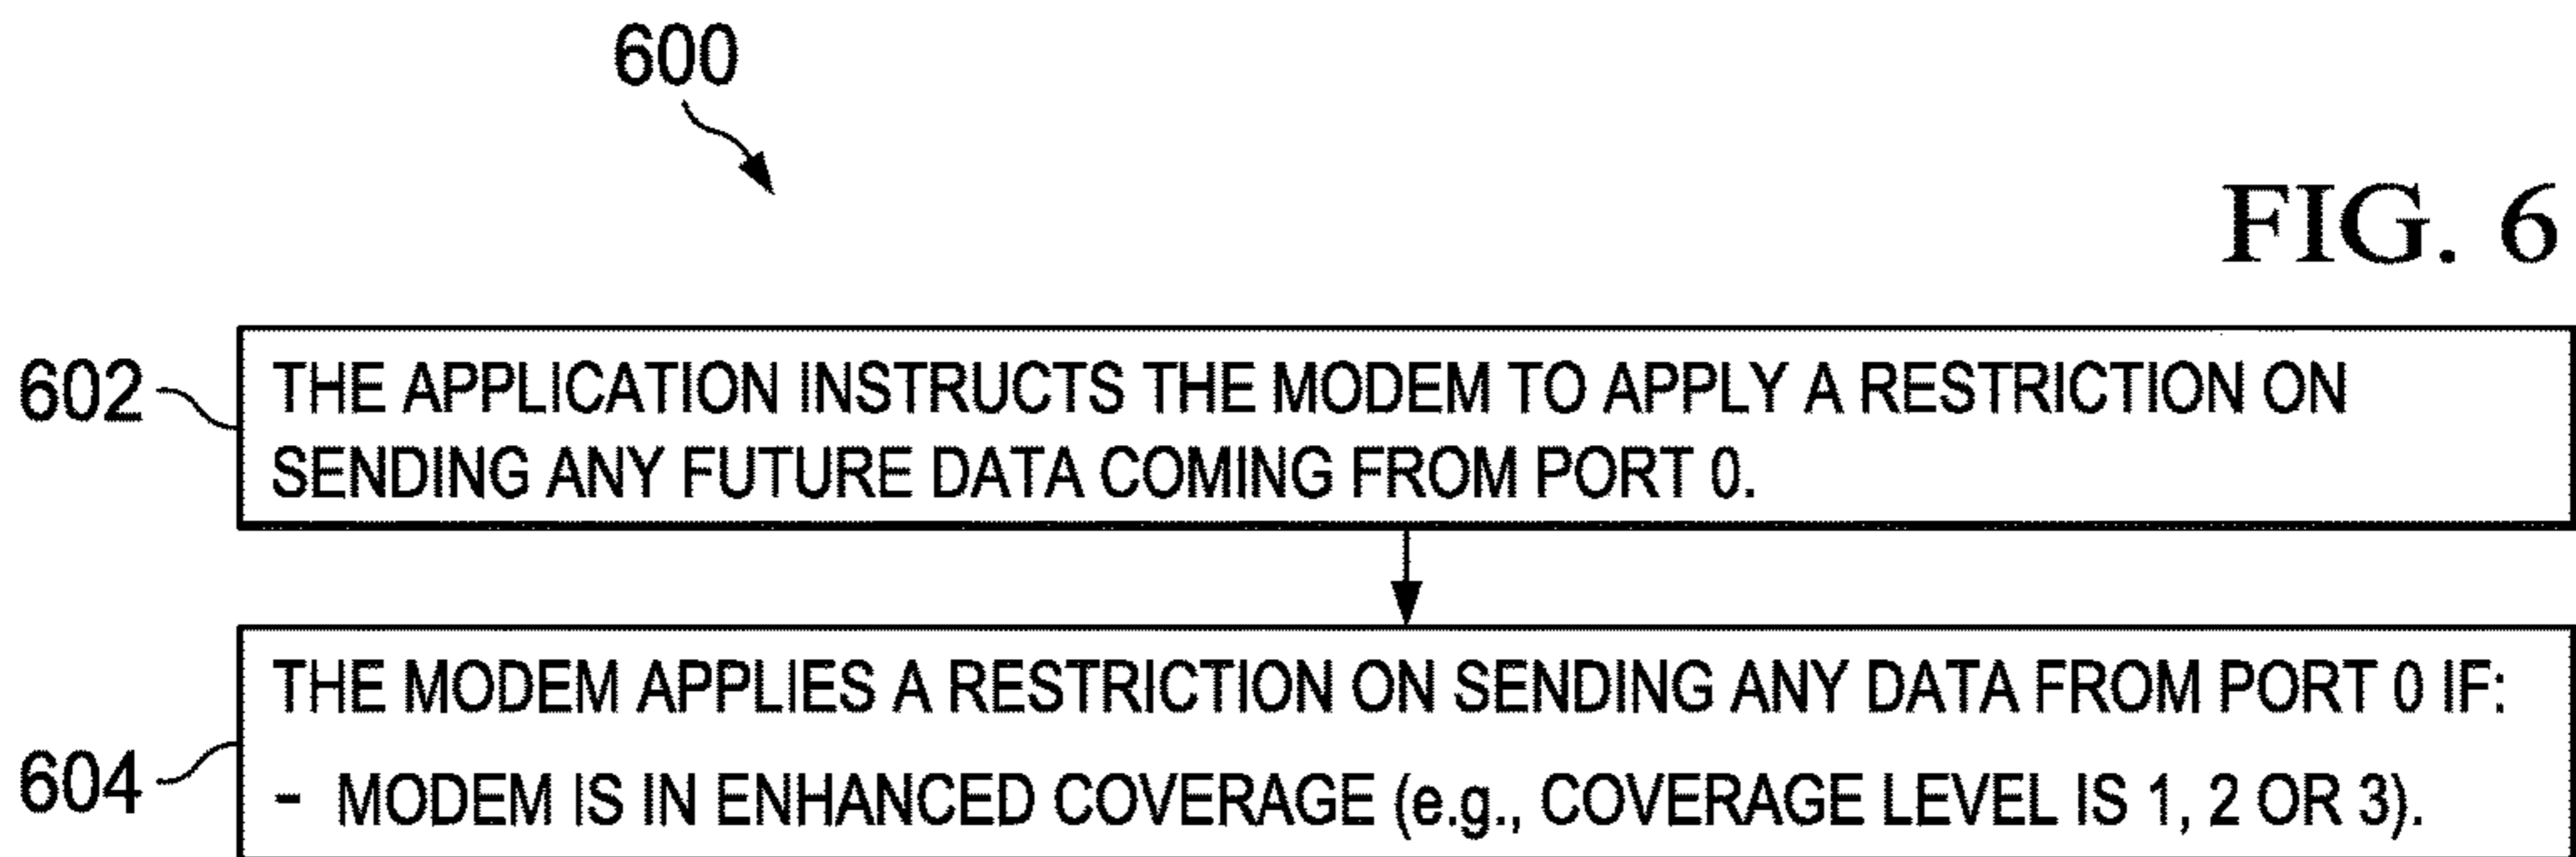 600
FIG. 6
602
THE APPLICATION INSTRUCTS THE MODEM TO APPLY A RESTRICTION ON
SENDING ANY FUTURE DATA COMING FROM PORT 0.
THE MODEM APPLIES A RESTRICTION ON SENDING ANY DATA FROM PORT 0 IF:
604
- MODEM IS IN ENHANCED COVERAGE (e.g., COVERAGE LEVEL IS 1, 2 OR 3).